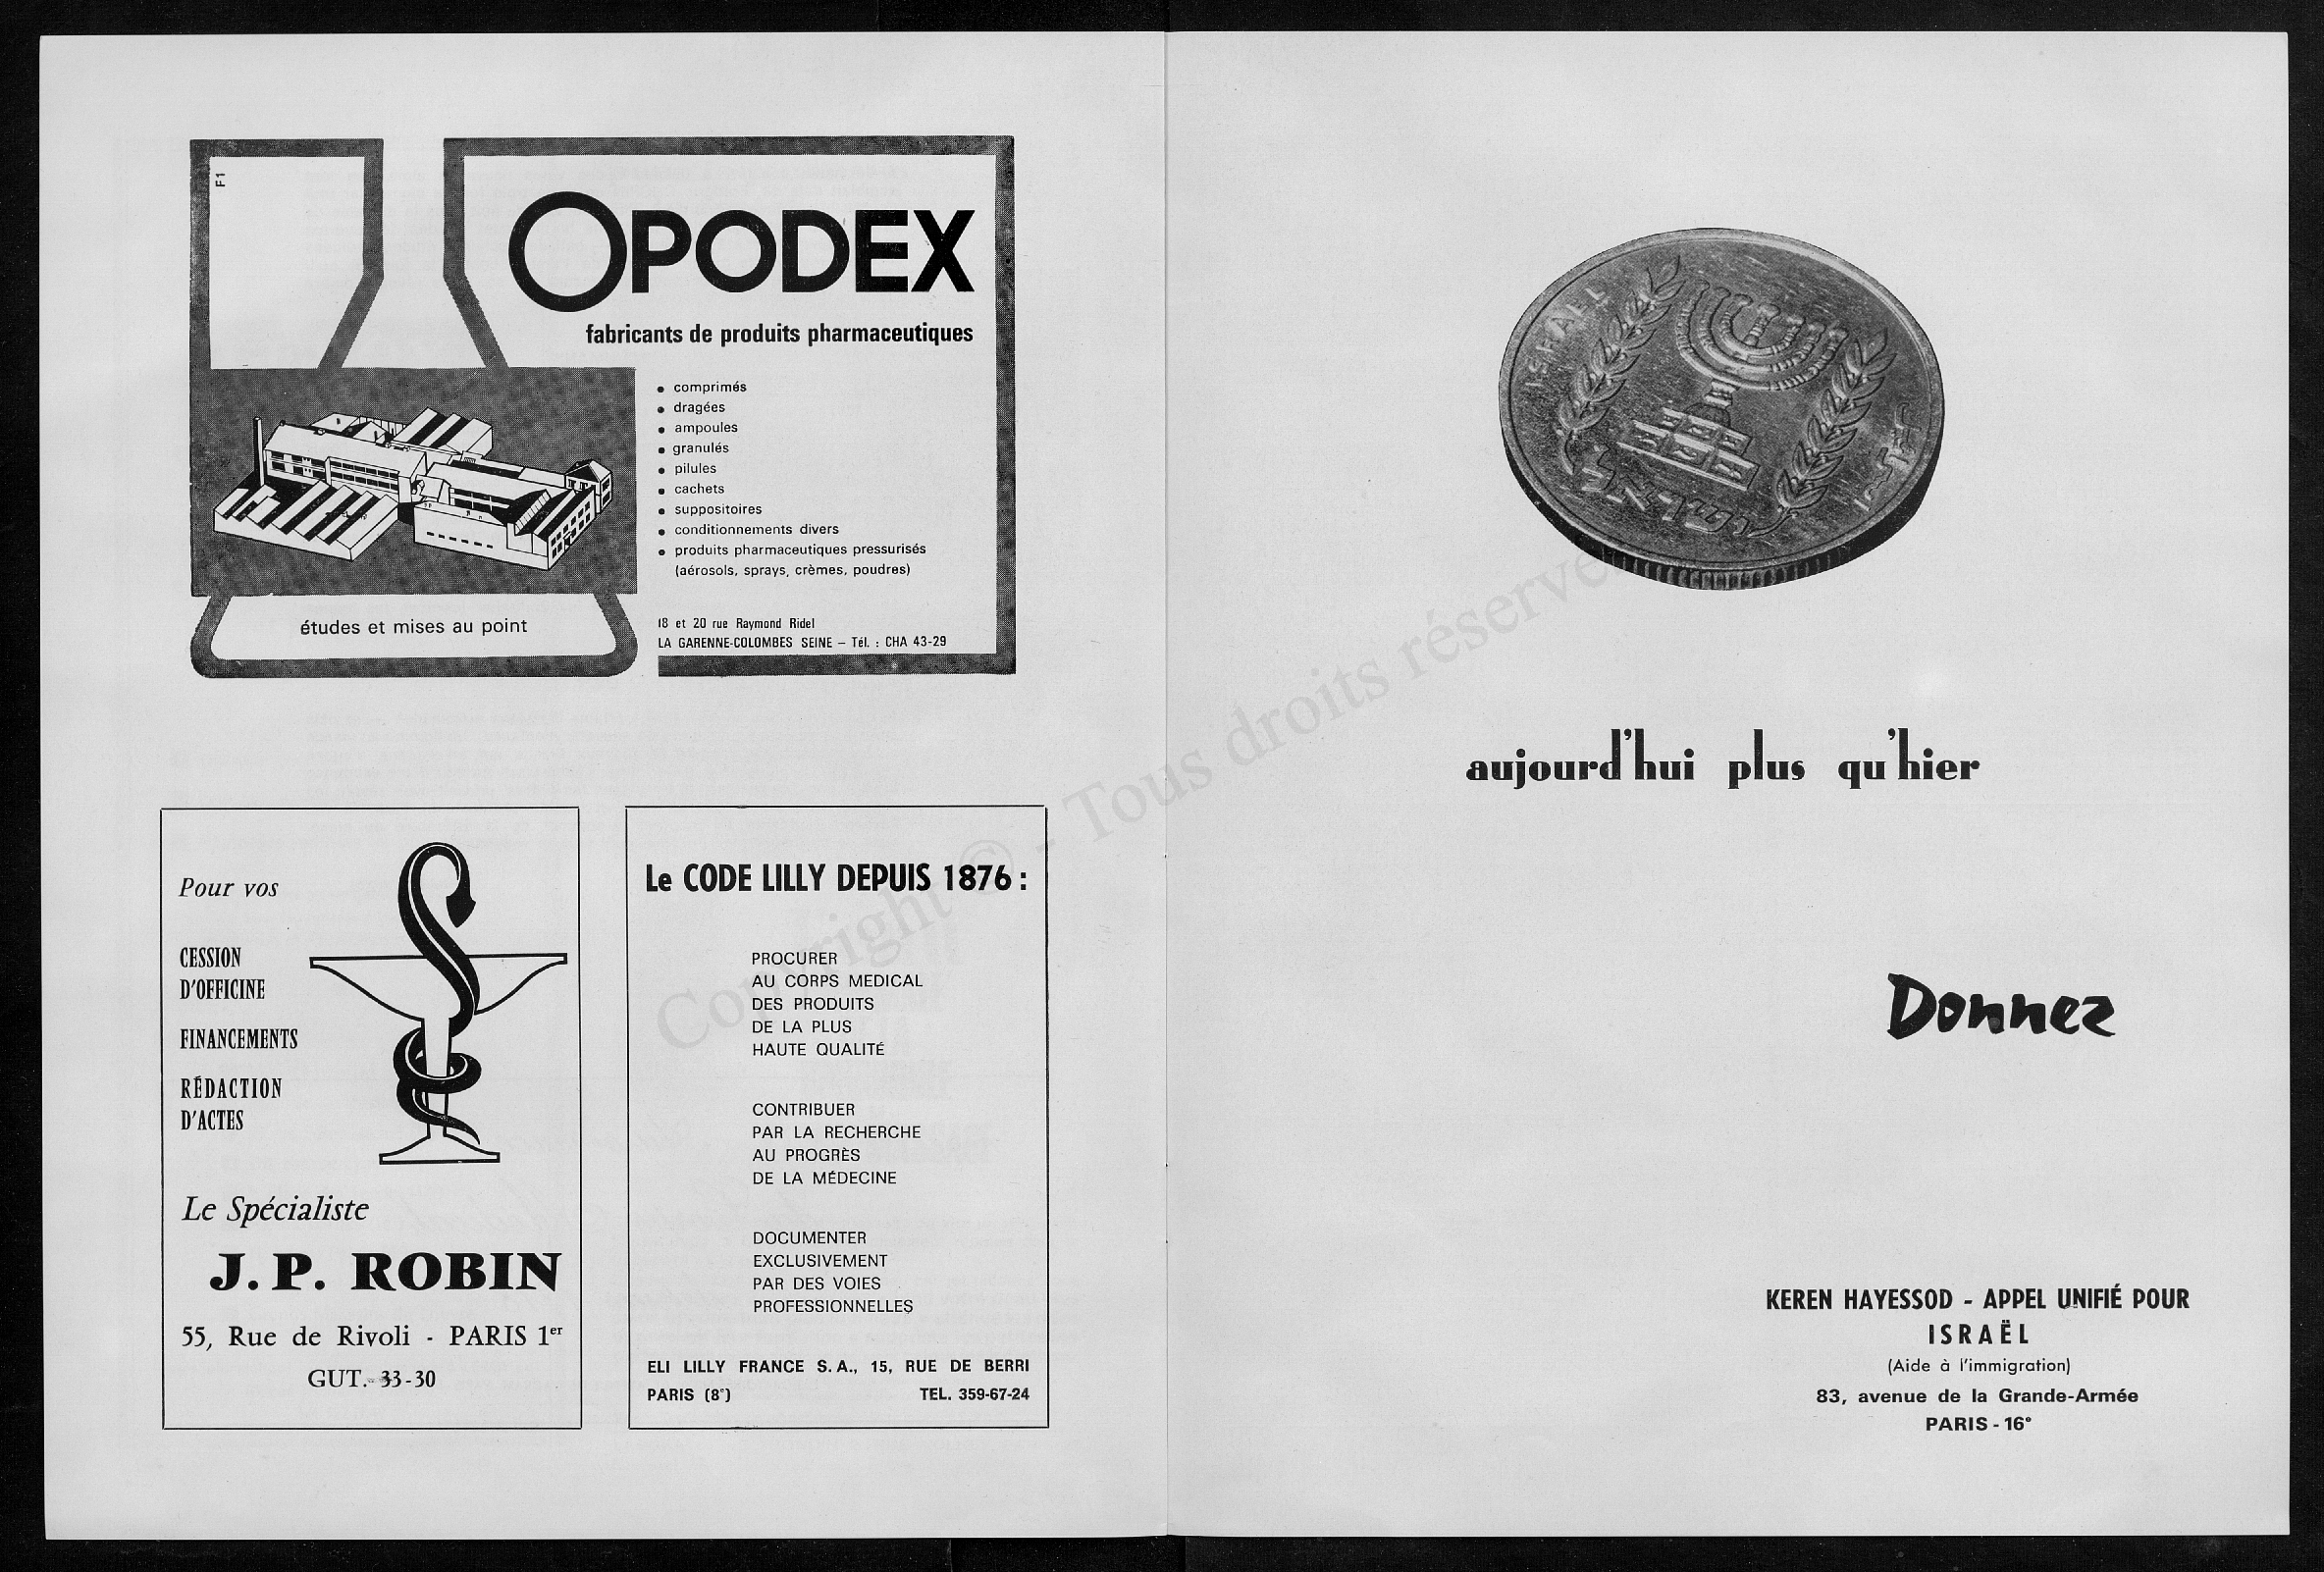 F1
OPODEX
fabricants de produits pharmaceutiques
• comprimés
• dragées
• ampoules
• granulés
• pilules
• cachets
• suppositoires
• conditionnements divers
• produits pharmaceutiques pressurisés
(aérosols, sprays, crèmes, poudres)
études et mises au point
18 et 20 rue Raymond Ridel
LA GARENNE-COLOMBES SEINE – Tél. : CHA 43-29
Pour vos
CESSION
D'OFFICINE
FINANCEMENTS
RÉDACTION
D'ACTES
Le Spécialiste
J. P. ROBIN
55, Rue de Rivoli - PARIS 1er
GUT. 33-30
Le CODE LILLY DEPUIS 1876 :
PROCURER
AU CORPS MEDICAL
DES PRODUITS
DE LA PLUS
HAUTE QUALITÉ
CONTRIBUER
PAR LA RECHERCHE
AU PROGRÈS
DE LA MÉDECINE
DOCUMENTER
EXCLUSIVEMENT
PAR DES VOIES
PROFESSIONNELLES
ELI LILLY FRANCE S. A., 15, RUE DE BERRI
PARIS (8°) TEL. 359-67-24
Copyright © - Tous droits réservé
ISRAEL
ישראל
aujourd'hui plus qu'hier
Donnez
KEREN HAYESSOD - APPEL UNIFIÉ POUR
ISRAËL
(Aide à l'immigration)
83, avenue de la Grande-Armée
PARIS - 16°